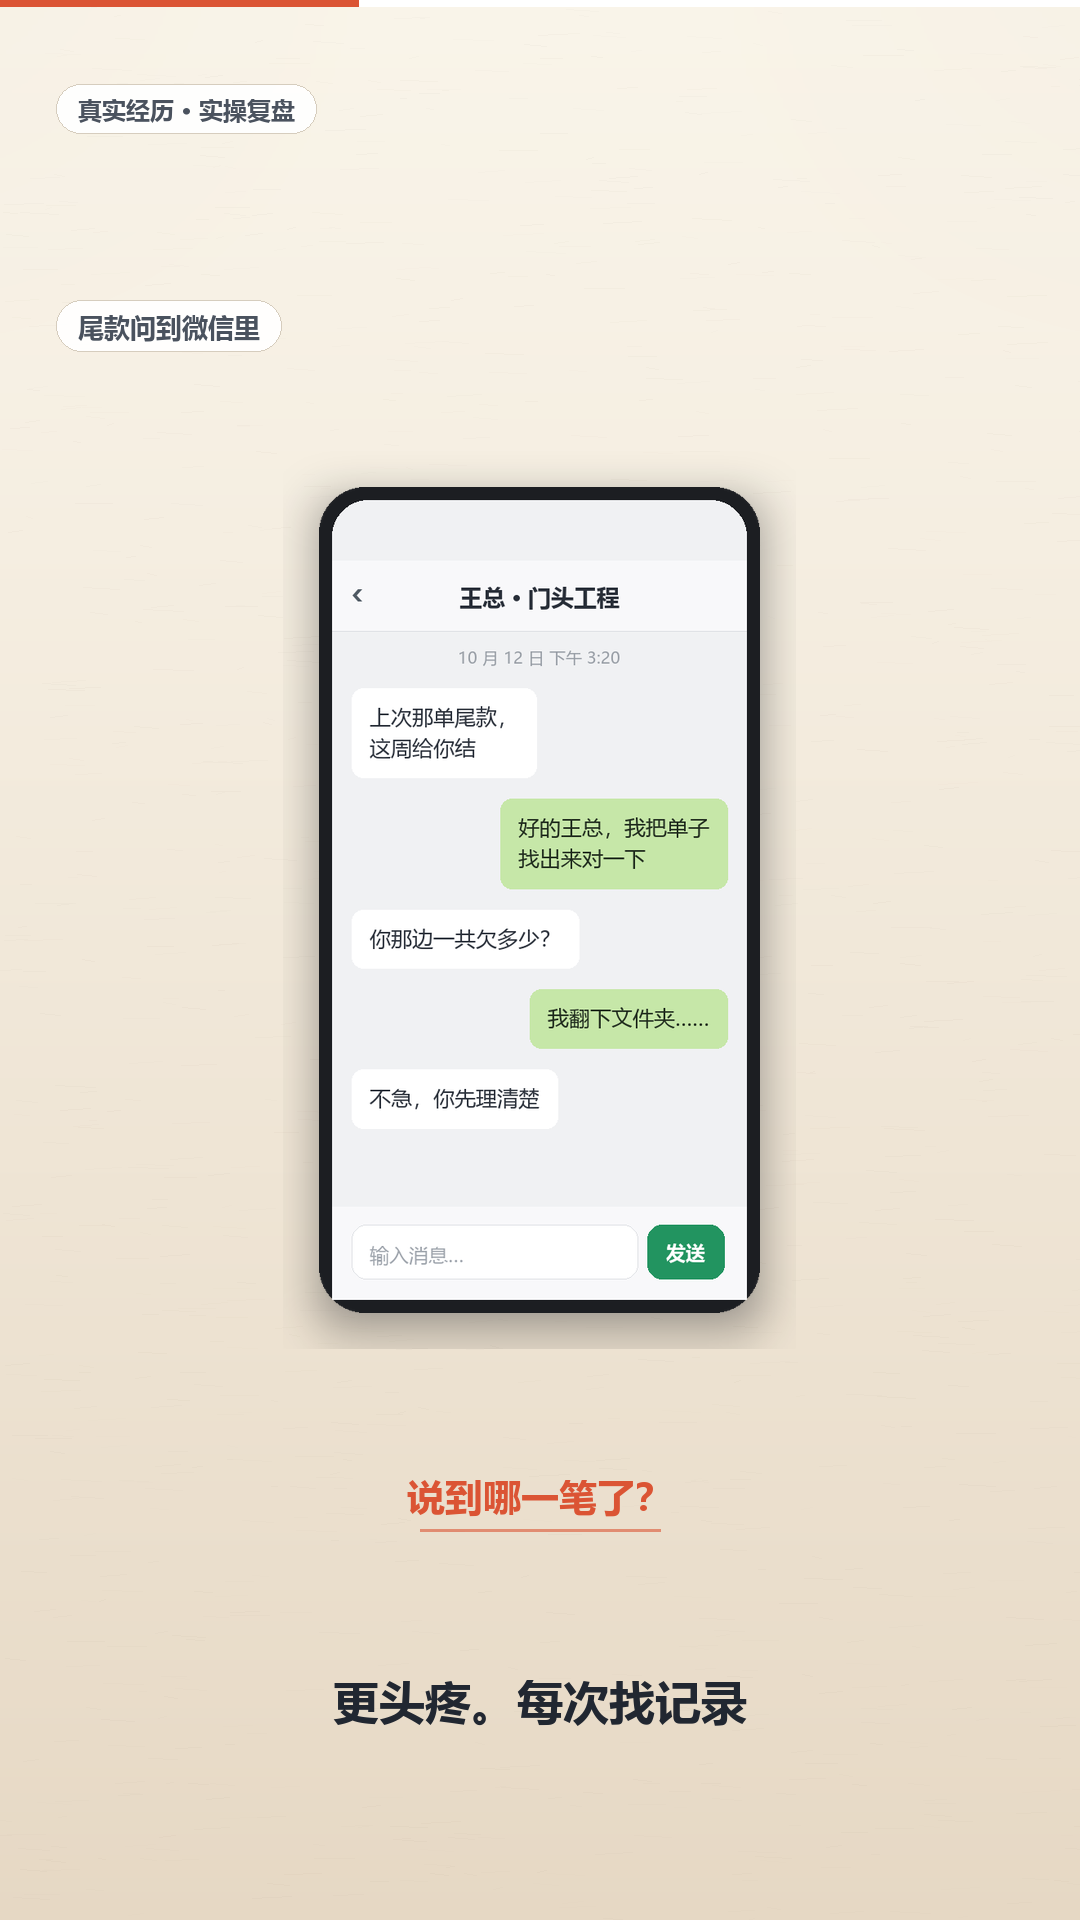 真实经历·实操复盘
尾款问到微信里
王总·门头工程
10 月 12 日 下午 3:20
上次那单尾款，
这周给你结
好的王总，我把单子
找出来对一下
你那边一共欠多少？
我翻下文件夹……
不急，你先理清楚
输入消息…
发送
说到哪一笔了？
更头疼。每次找记录